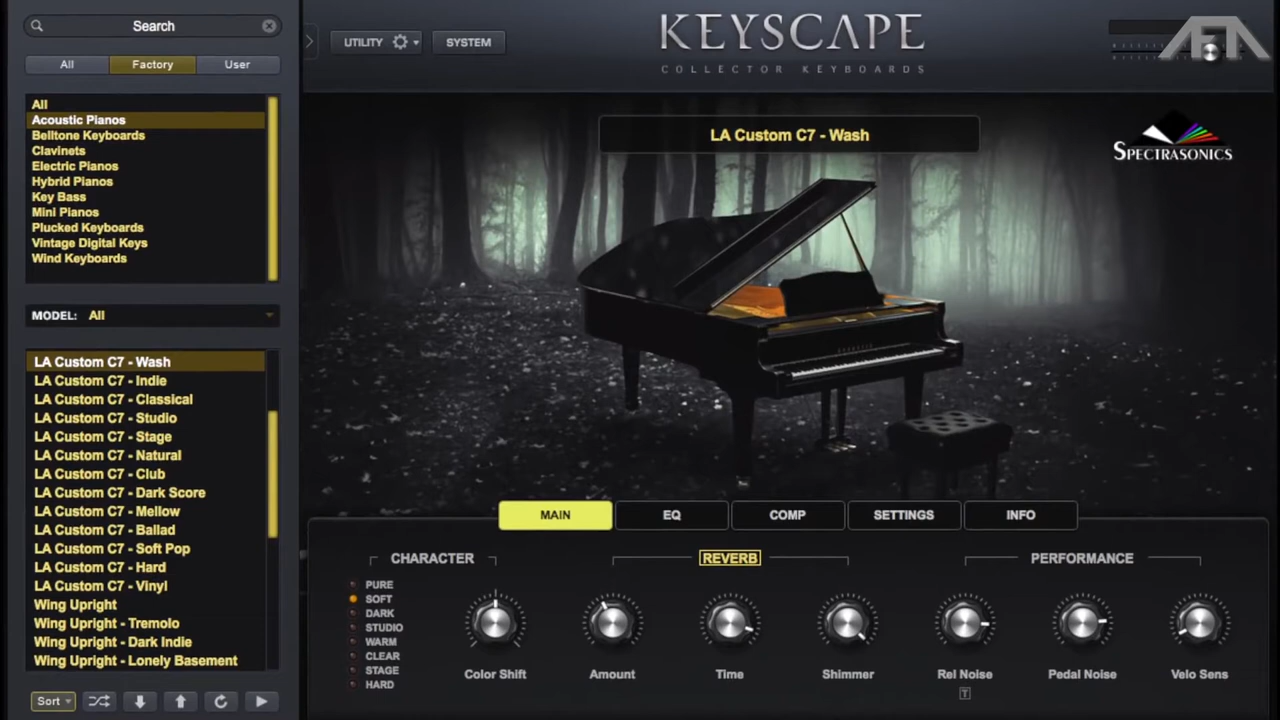 Search
All
Factory
User
All
Acoustic Pianos
Belltone Keyboards
Clavinets
Electric Pianos
Hybrid Pianos
Key Bass
Mini Pianos
Plucked Keyboards
Vintage Digital Keys
Wind Keyboards
MODEL: All
LA Custom C7 - Wash
LA Custom C7 - Indie
LA Custom C7 - Classical
LA Custom C7 - Studio
LA Custom C7 - Stage
LA Custom C7 - Natural
LA Custom C7 - Club
LA Custom C7 - Dark Score
LA Custom C7 - Mellow
LA Custom C7 - Ballad
LA Custom C7 - Soft Pop
LA Custom C7 - Hard
LA Custom C7 - Vinyl
Wing Upright
Wing Upright - Tremolo
Wing Upright - Dark Indie
Wing Upright - Lonely Basement
Sort
UTILITY
SYSTEM
KEYSCAPE
COLLECTOR KEYBOARDS
LA Custom C7 - Wash
SPECTRASONICS
MAIN
EQ
COMP
SETTINGS
INFO
CHARACTER
PURE
SOFT
DARK
STUDIO
WARM
CLEAR
STAGE
HARD
Color Shift
REVERB
Amount
Time
Shimmer
PERFORMANCE
Rel Noise
T
Pedal Noise
Velo Sens